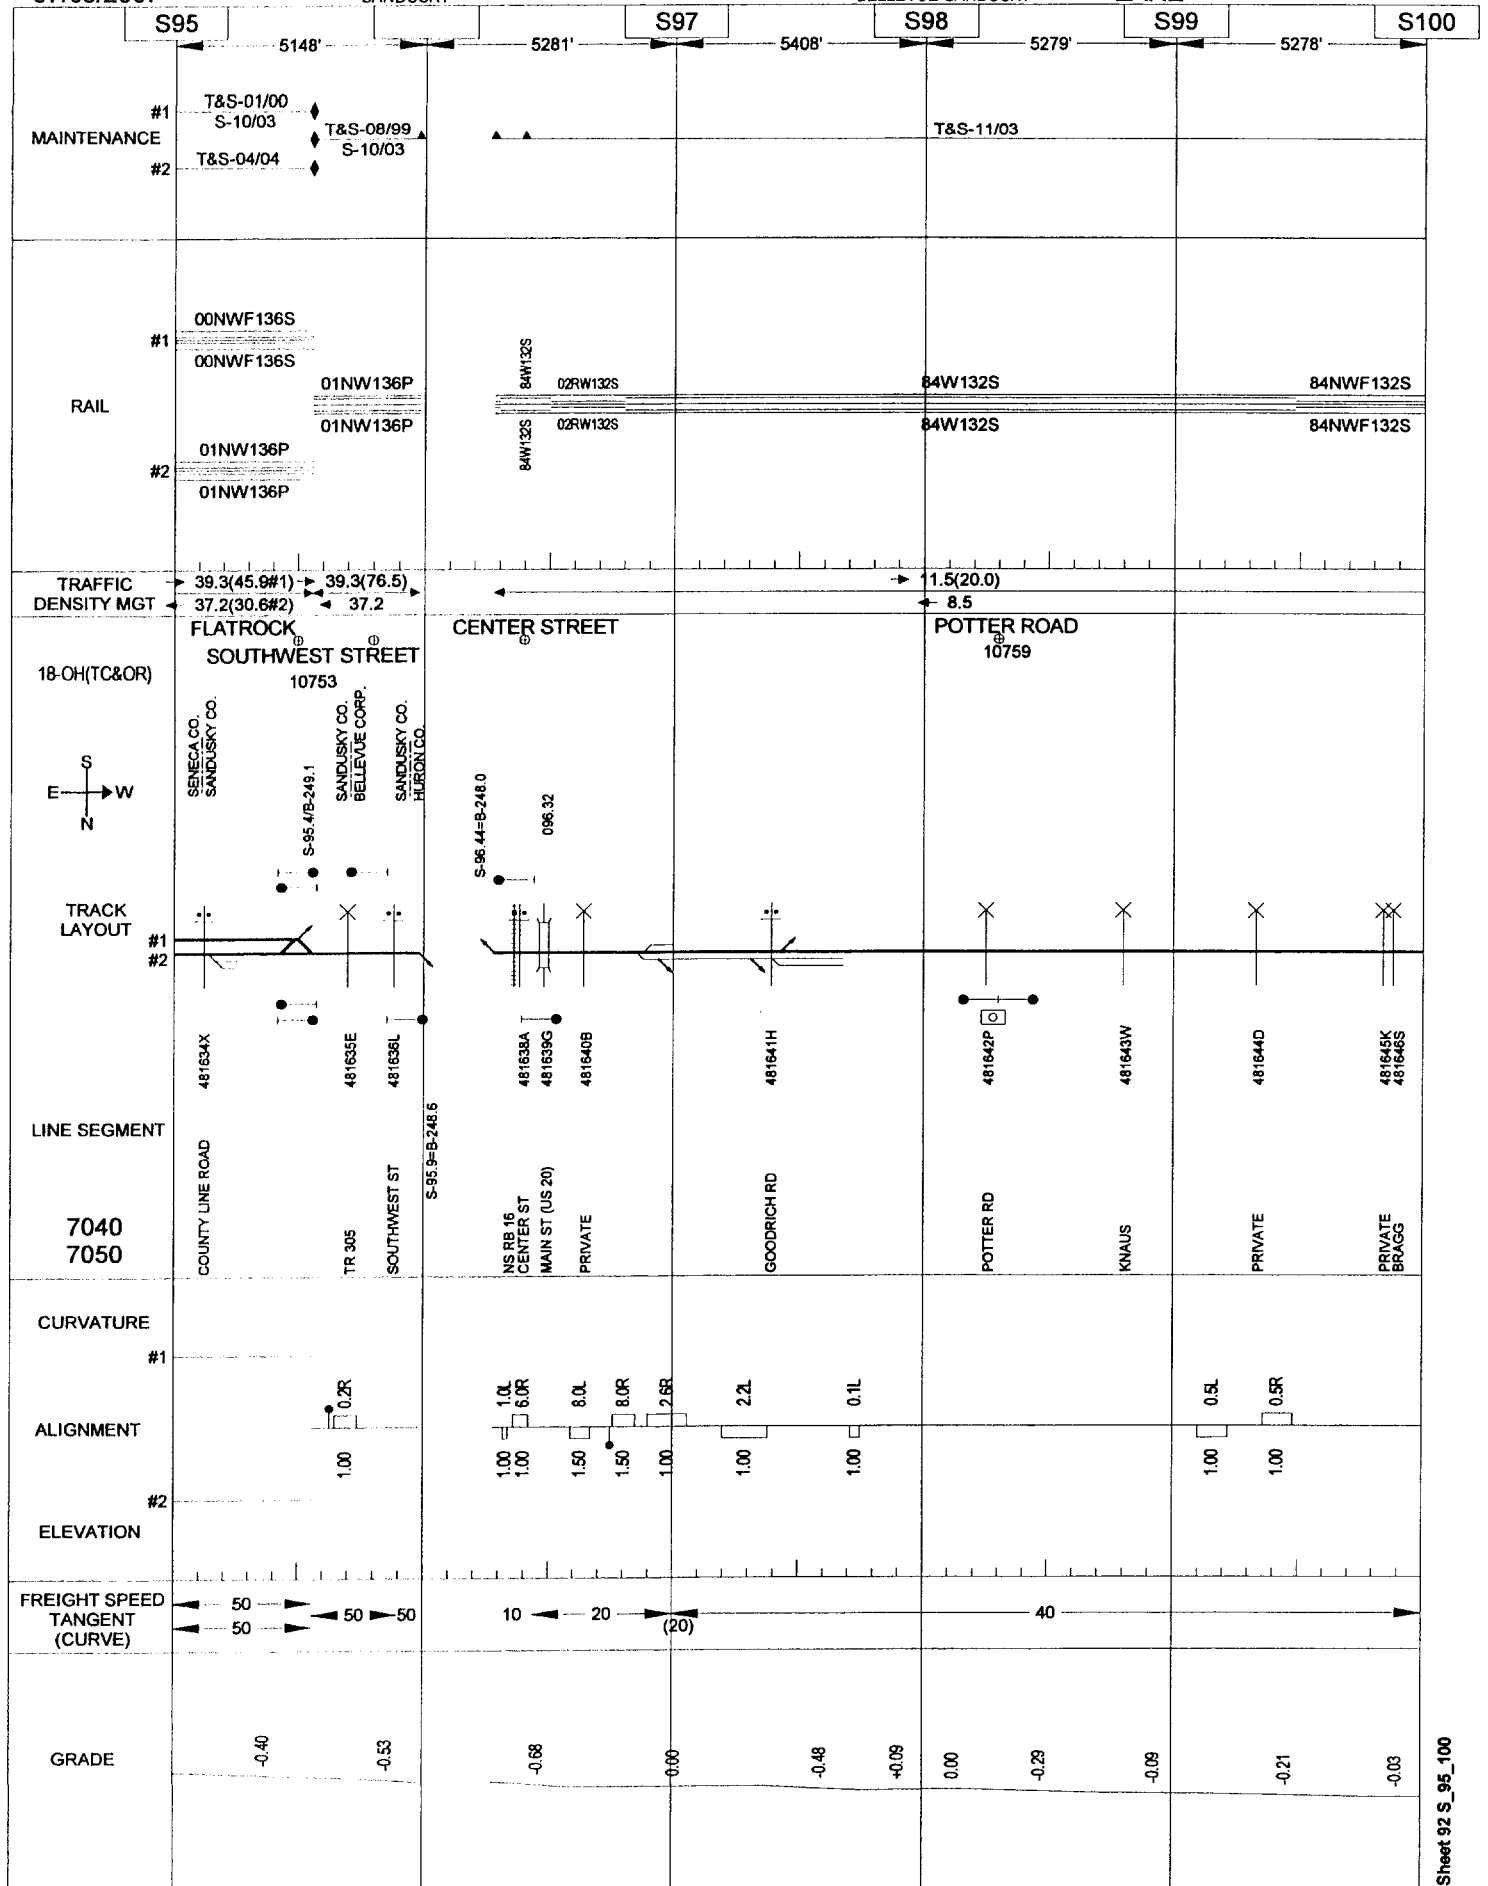 S95 S97 S98 S99 S100
5148' 5281' 5408' 5279' 5278'
MAINTENANCE
#1
#2
T&S-01/00
S-10/03
T&S-08/99
S-10/03
T&S-04/04
T&S-11/03
RAIL
#1
#2
00NWF136S
00NWF136S
01NW136P
01NW136P
01NW136P
01NW136P
84W132S
84W132S
02RW132S
02RW132S
84W132S
84W132S
84NWF132S
84NWF132S
TRAFFIC
DENSITY MGT
39.3(45.9#1) 39.3(76.5) 11.5(20.0)
37.2(30.6#2) 37.2 8.5
FLATROCK
SOUTHWEST STREET
10753
CENTER STREET
POTTER ROAD
10759
18-OH(TC&OR)
S
E W
N
SENECA CO.
SANDUSKY CO.
S-95.4/B-249.1
SANDUSKY CO.
BELLEVUE CORP.
SANDUSKY CO.
HURON CO.
S-96.44=B-248.0
096.32
TRACK
LAYOUT
#1
#2
481634X
481635E
481636L
481638A
481639G
481640B
481641H
481642P
481643W
481644D
481645K
481646S
S-95.9=B-248.6
LINE SEGMENT
7040
7050
COUNTY LINE ROAD
TR 305
SOUTHWEST ST
NS RB 16
CENTER ST
MAIN ST (US 20)
PRIVATE
GOODRICH RD
POTTER RD
KNAUS
PRIVATE
PRIVATE
BRAGG
CURVATURE
#1
ALIGNMENT
#2
ELEVATION
0.2R 1.0L 6.0R 8.0L 8.0R 2.6R 2.2L 0.1L 0.5L 0.5R
1.00 1.00 1.00 1.50 1.50 1.00 1.00 1.00 1.00 1.00
FREIGHT SPEED
TANGENT
(CURVE)
50
50
50 50 10 20 40
(20)
GRADE
-0.40 -0.53 -0.68 0.00 -0.48 +0.09 0.00 -0.29 -0.09 -0.21 -0.03
Sheet 92 S_95_100